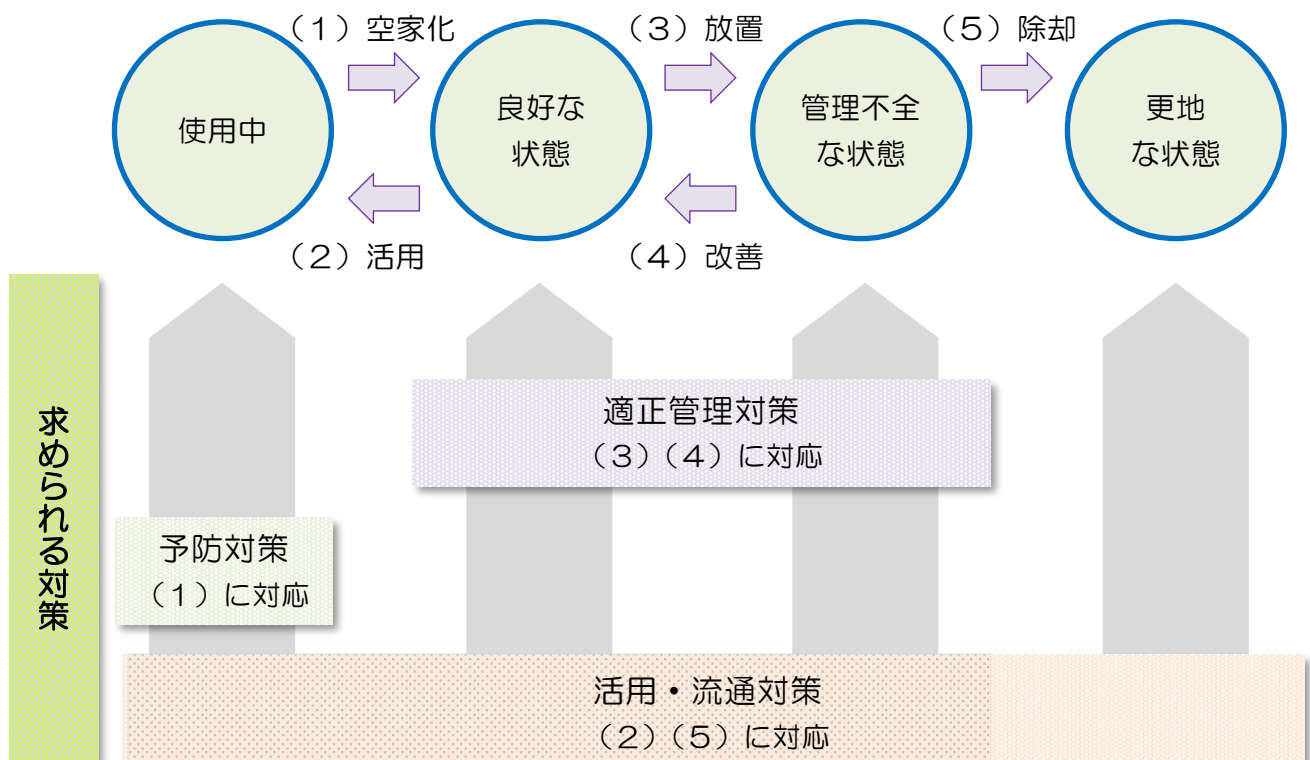 （１）空家化
（３）放置
（５）除却
使用中
良好な
状態
管理不全
な状態
更地
な状態
（２）活用
（４）改善
求められる対策
適正管理対策
（３）（４）に対応
予防対策
（１）に対応
活用・流通対策
（２）（５）に対応